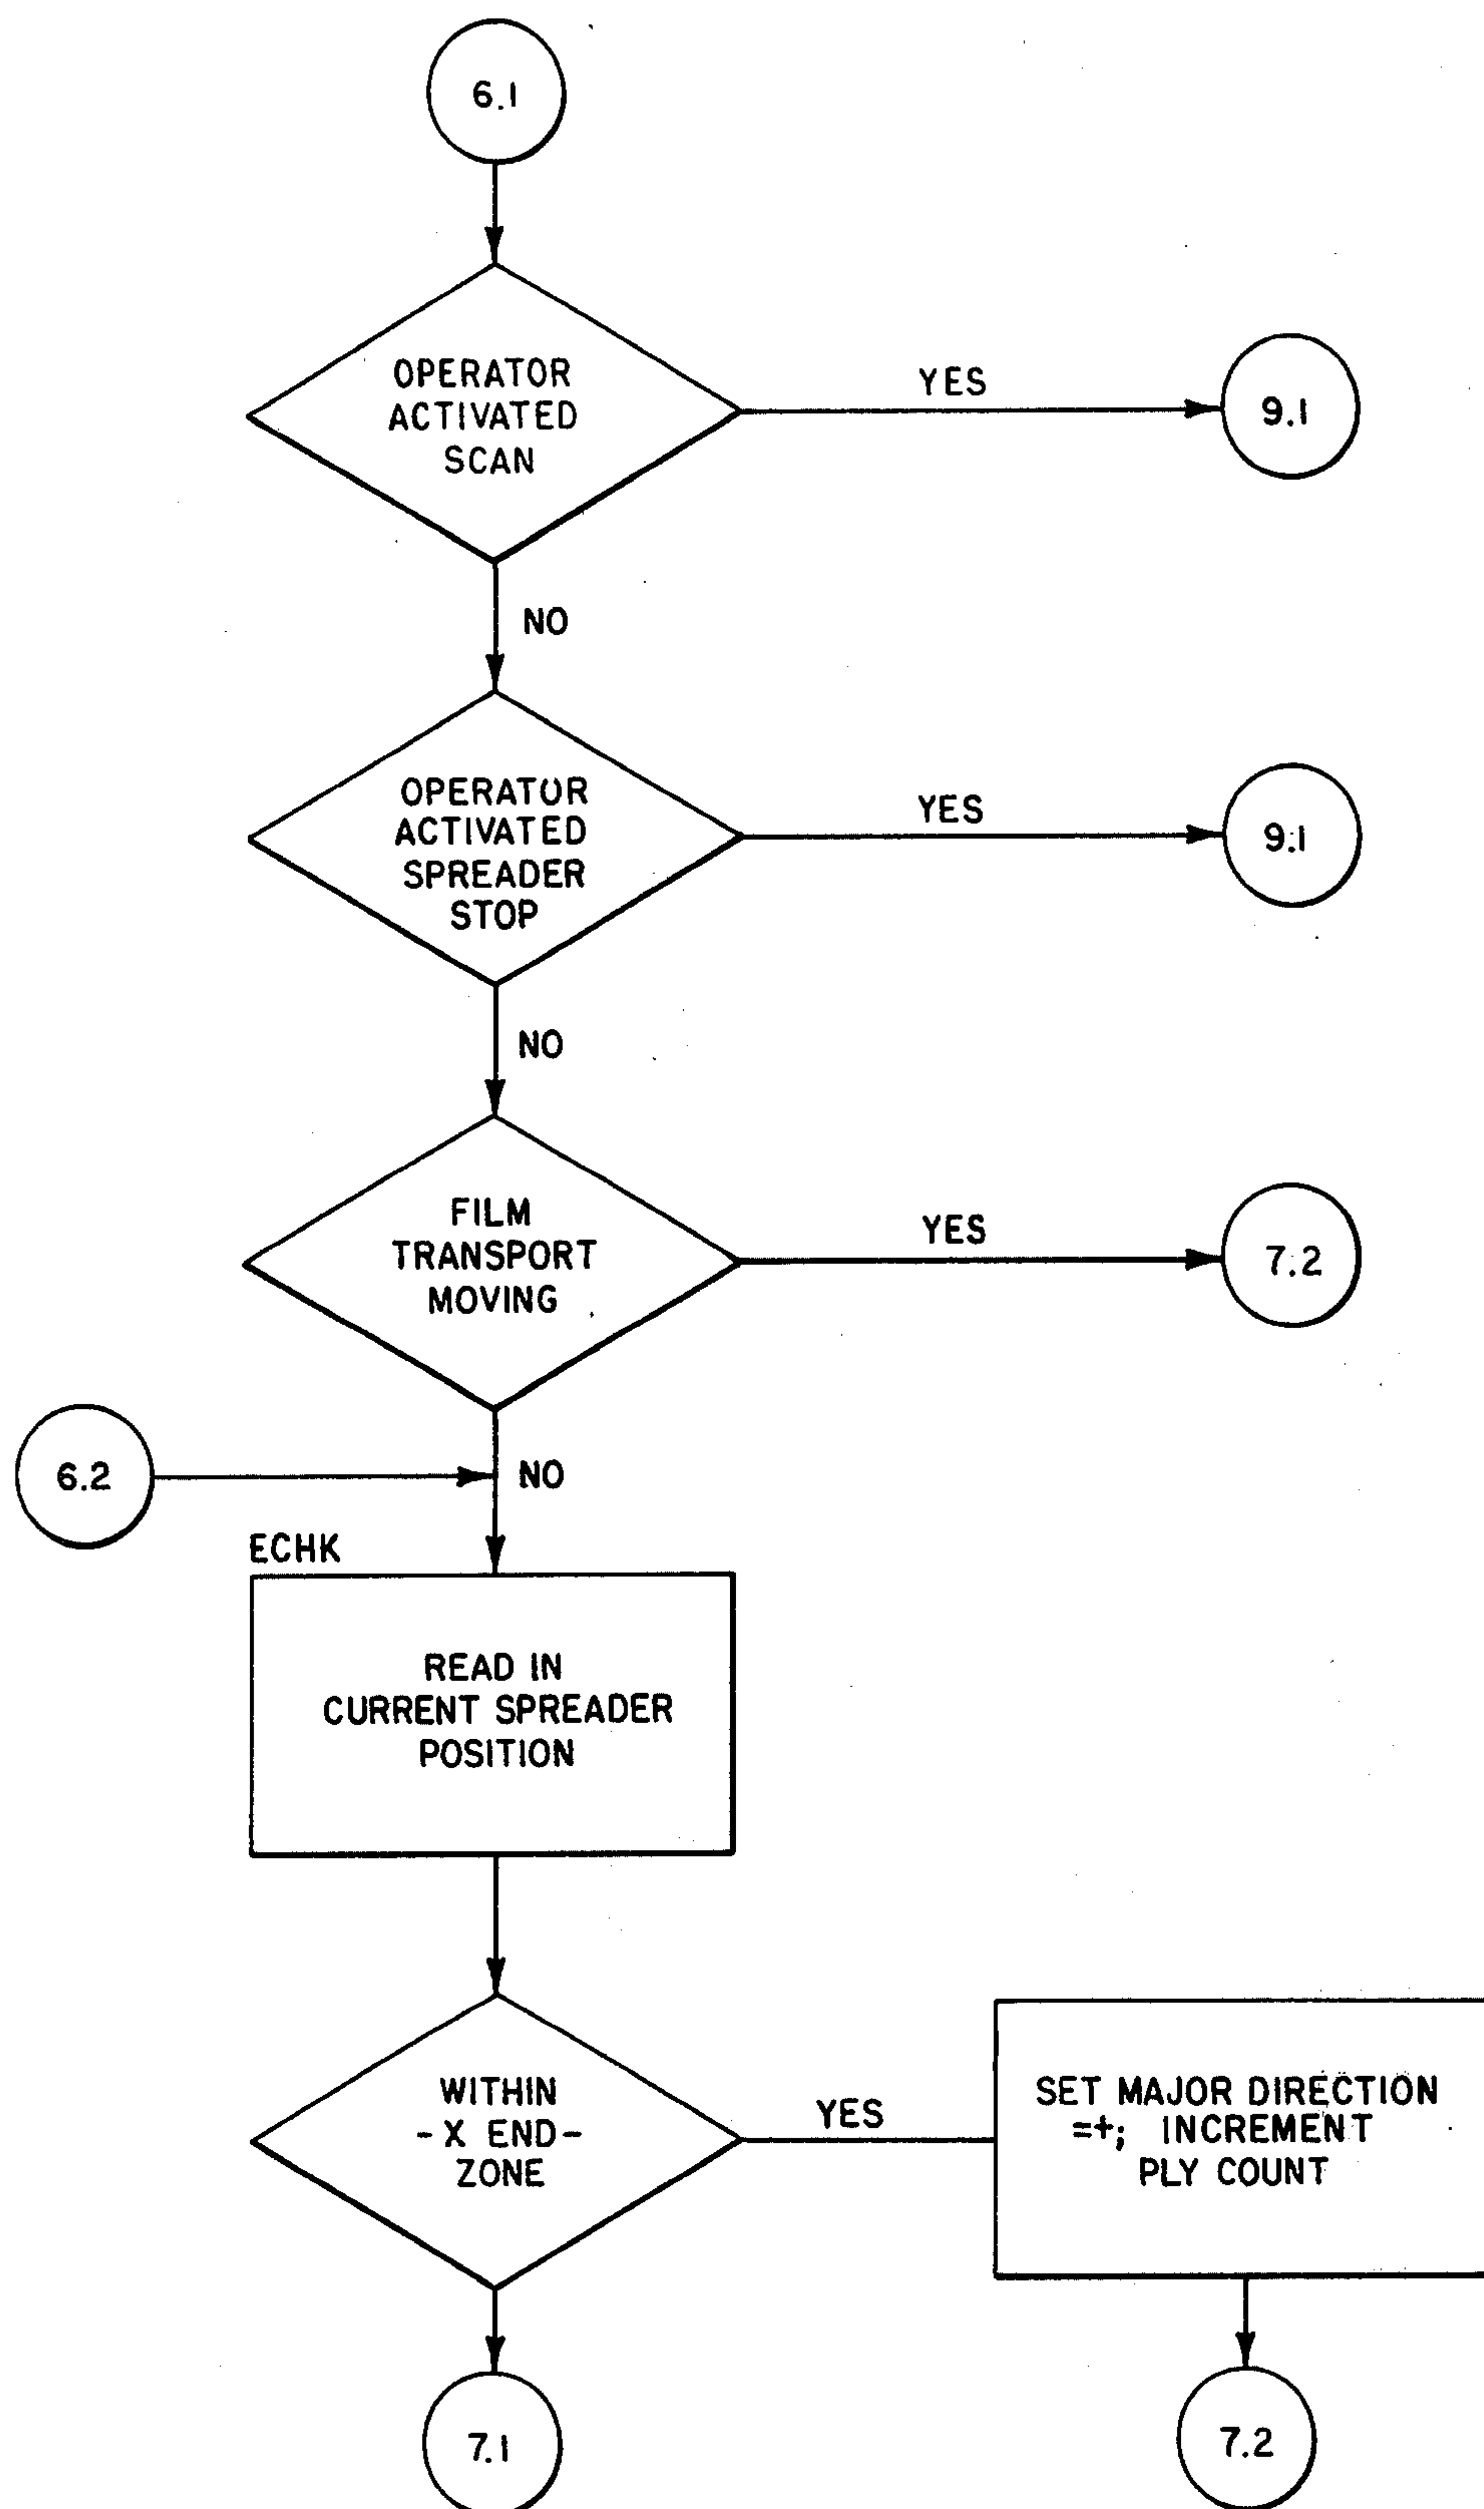 6.1
OPERATOR
ACTIVATED
SCAN
YES
9.1
NO
OPERATOR
ACTIVATED
SPREADER
STOP
YES
9.1
NO
FILM
TRANSPORT
MOVING
YES
7.2
6.2
NO
ECHK
READ IN
CURRENT SPREADER
POSITION
WITHIN
- X END -
ZONE
YES
SET MAJOR DIRECTION
=+; INCREMENT
PLY COUNT
7.1
7.2